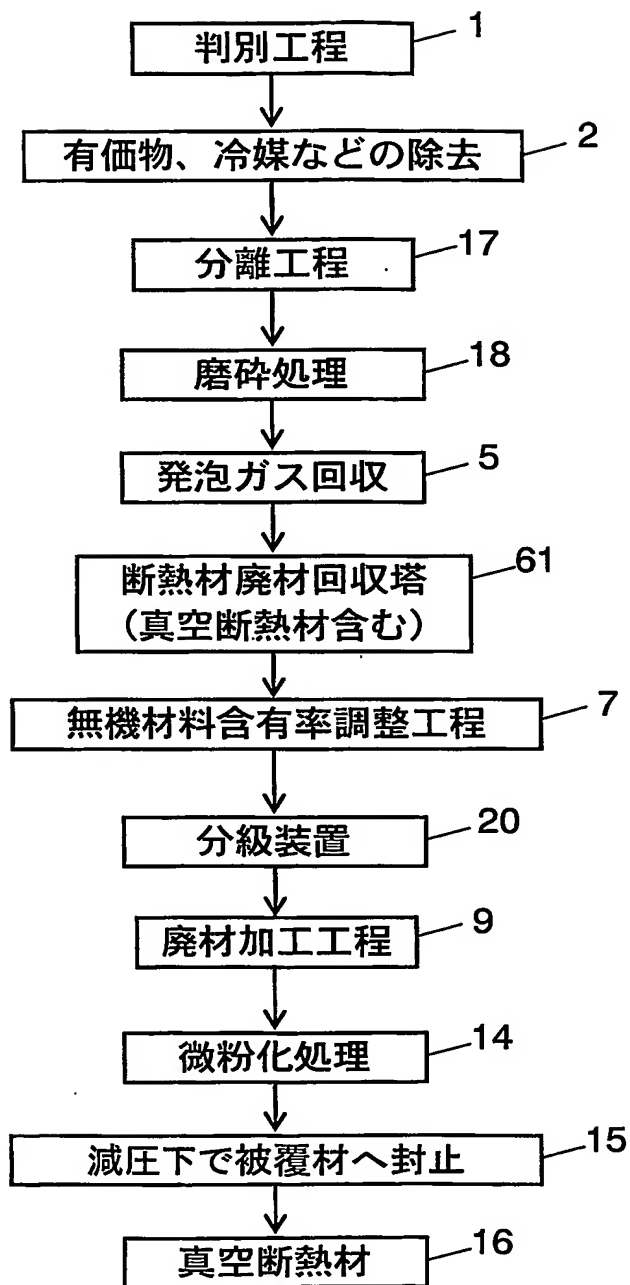 1
判別工程
2
有価物、冷媒などの除去
17
分離工程
18
磨砕処理
5
発泡ガス回収
61
断熱材廃材回収塔
(真空断熱材含む)
7
無機材料含有率調整工程
20
分級装置
9
廃材加工工程
14
微粉化処理
15
減圧下で被覆材へ封止
16
真空断熱材